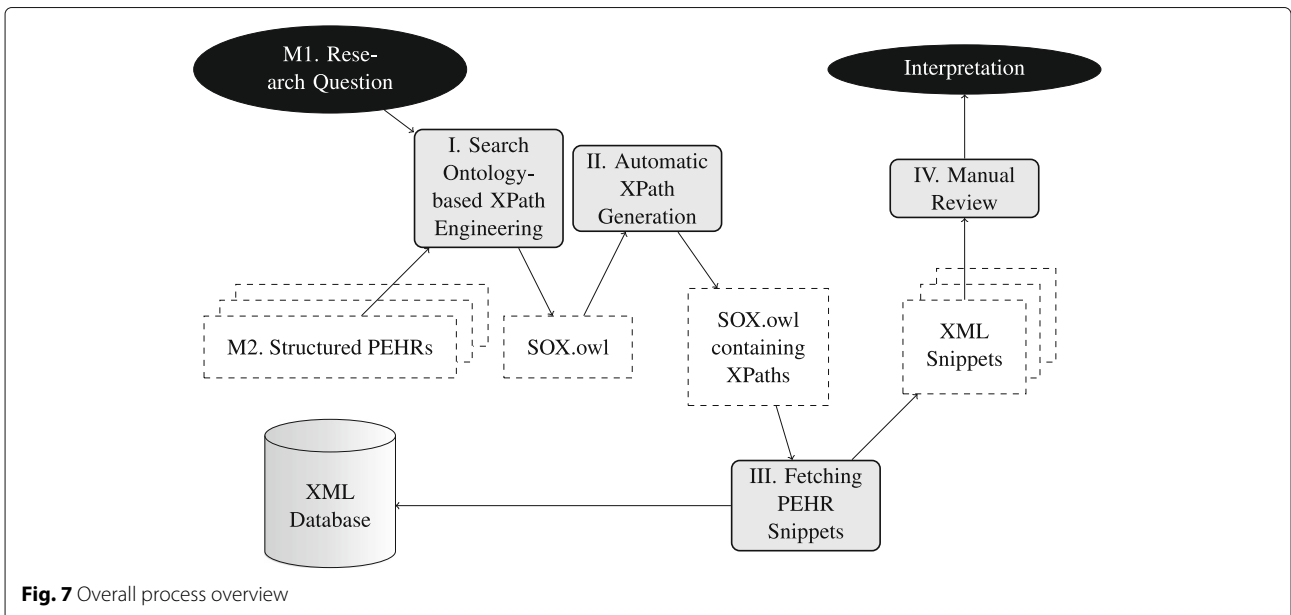 M1. Rese-
arch Question
Interpretation
I. Search
Ontology-
based XPath
Engineering
II. Automatic
XPath
Generation
IV. Manual
Review
M2. Structured PEHRs
SOX.owl
SOX.owl
containing
XPaths
XML
Snippets
XML
Database
III. Fetching
PEHR
Snippets
Fig. 7 Overall process overview